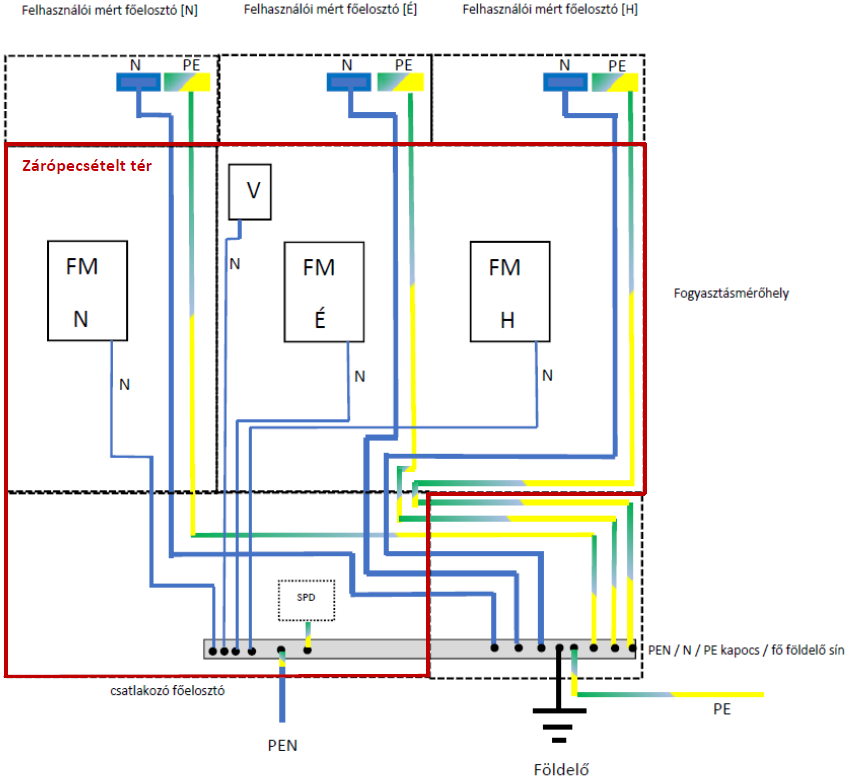 Felhasználói mért főelosztó [N]
Felhasználói mért főelosztó [É]
Felhasználói mért főelosztó [H]
N
PE
N
PE
N
PE
Zárópecsételt tér
V
N
FM
N
FM
É
FM
H
Fogyasztásmérőhely
N
N
N
SPD
PEN / N / PE kapocs / fő földelő sín
csatlakozó főelosztó
PE
PEN
Földelő